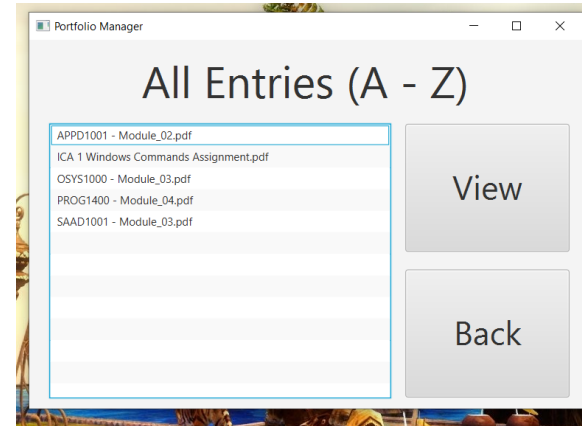 Portfolio Manager
All Entries (A - Z)
APPD1001 - Module_02.pdf
ICA 1 Windows Commands Assignment.pdf
OSYS1000 - Module_03.pdf
PROG1400 - Module_04.pdf
SAAD1001 - Module_03.pdf
View
Back